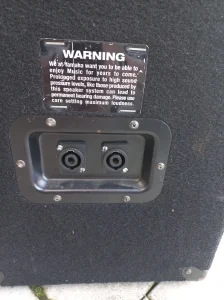 WARNING
We at Yamaha want you to be able to
enjoy Music for years to come.
Prolonged exposure to high sound
pressure levels, like those produced by
this speaker system can lead to
permanent hearing damage. Please use
care setting maximum loudness.